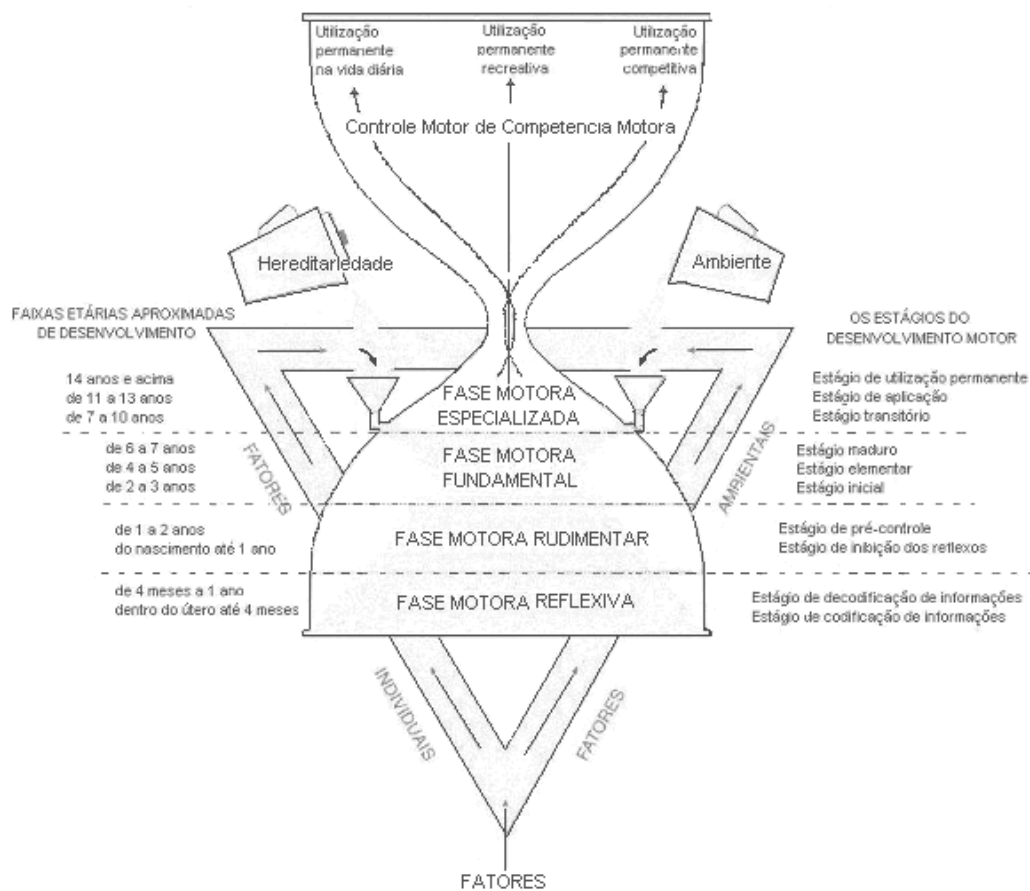 Utilização
permanente
na vida diária
Utilização
permanente
recreativa
Utilização
permanente
competitiva
Controle Motor de Competencia Motora
Hereditariedade
Ambiente
FAIXAS ETÁRIAS APROXIMADAS
DE DESENVOLVIMENTO
OS ESTÁGIOS DO
DESENVOLVIMENTO MOTOR
14 anos e acima
de 11 a 13 anos
de 7 a 10 anos
FASE MOTORA
ESPECIALIZADA
Estágio de utilização permanente
Estágio de aplicação
Estágio transitório
de 6 a 7 anos
de 4 a 5 anos
de 2 a 3 anos
FATORES
FASE MOTORA
FUNDAMENTAL
AMBIENTAIS
Estágio maduro
Estágio elementar
Estágio inicial
de 1 a 2 anos
do nascimento até 1 ano
FASE MOTORA RUDIMENTAR
Estágio de pré-controle
Estágio de inibição dos reflexos
de 4 meses a 1 ano
dentro do útero até 4 meses
FASE MOTORA REFLEXIVA
Estágio de decodificação de informações
Estágio de codificação de informações
INDIVIDUAIS
FATORES
FATORES